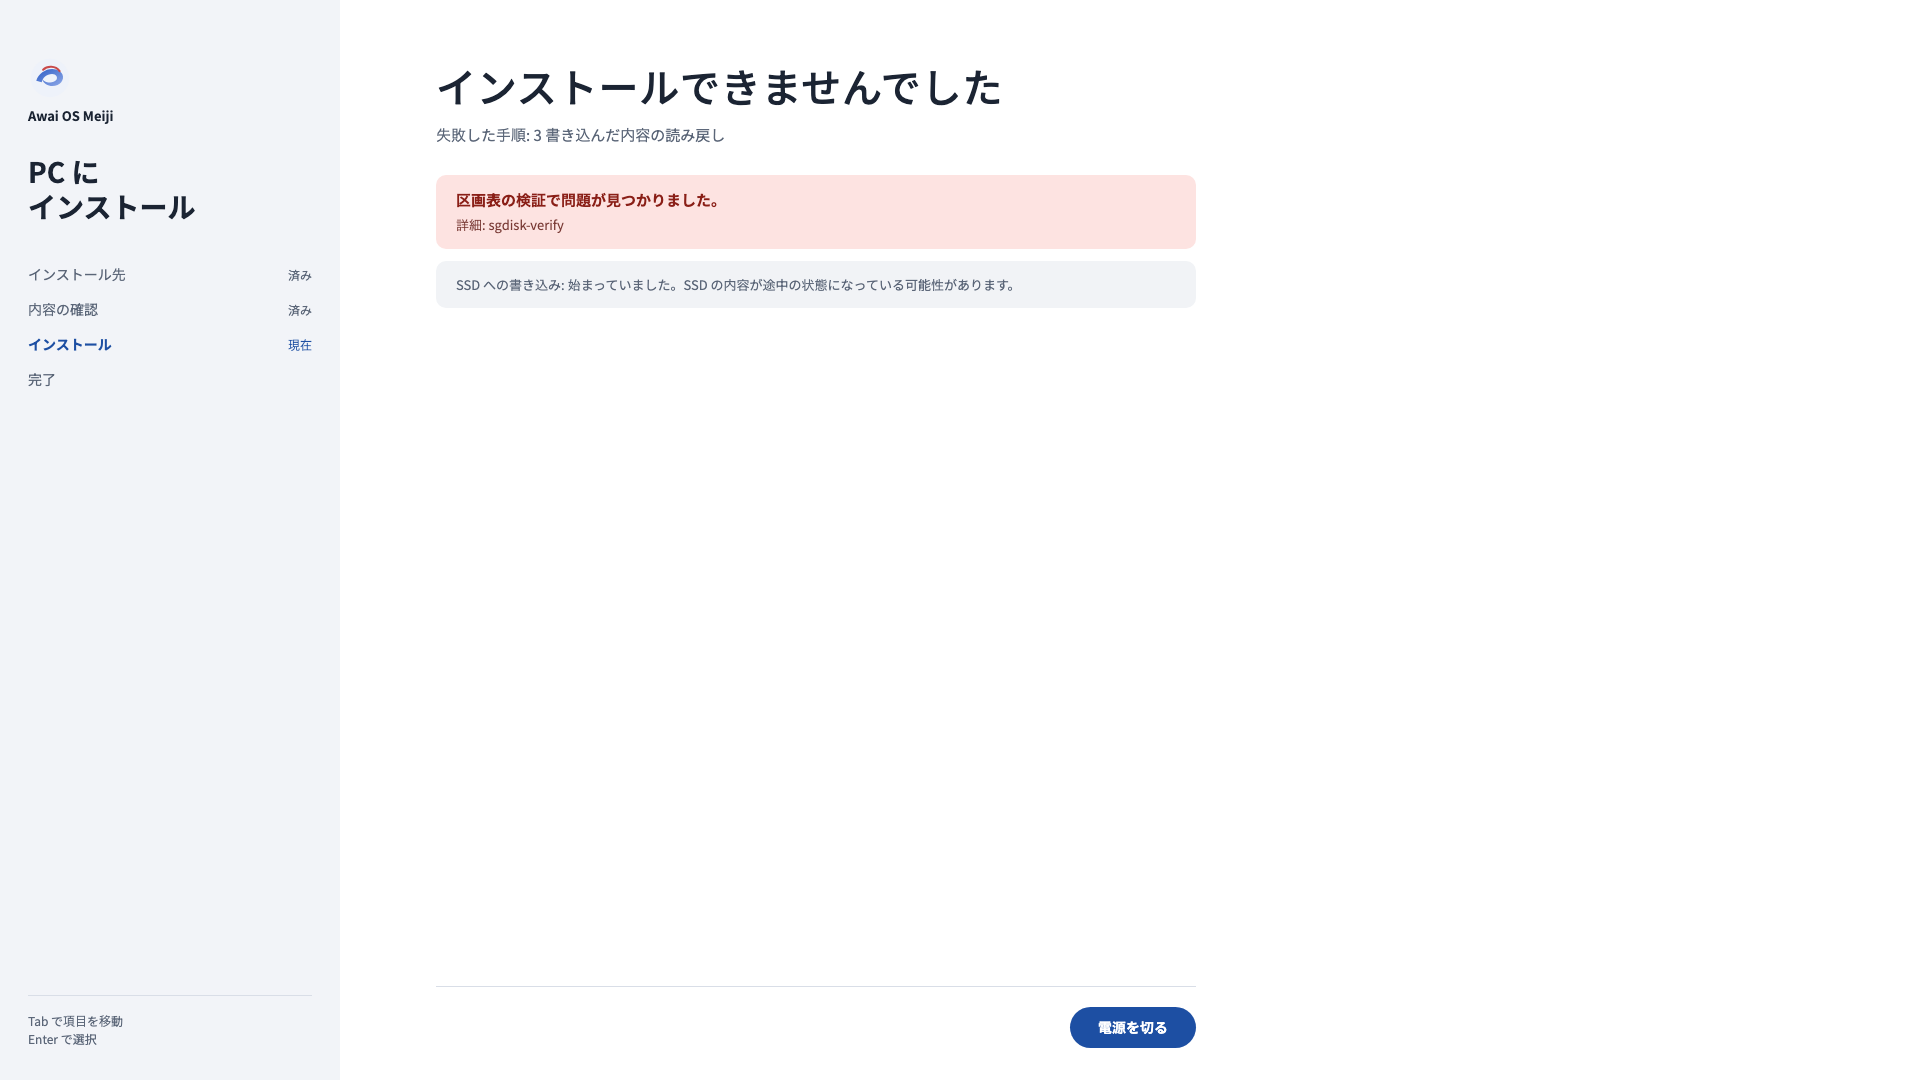 Awai OS Meiji
PC に
インストール
インストール先 済み
内容の確認 済み
インストール 現在
完了
Tab で項目を移動
Enter で選択
インストールできませんでした
失敗した手順: 3 書き込んだ内容の読み戻し
区画表の検証で問題が見つかりました。
詳細: sgdisk-verify
SSD への書き込み: 始まっていました。SSD の内容が途中の状態になっている可能性があります。
電源を切る